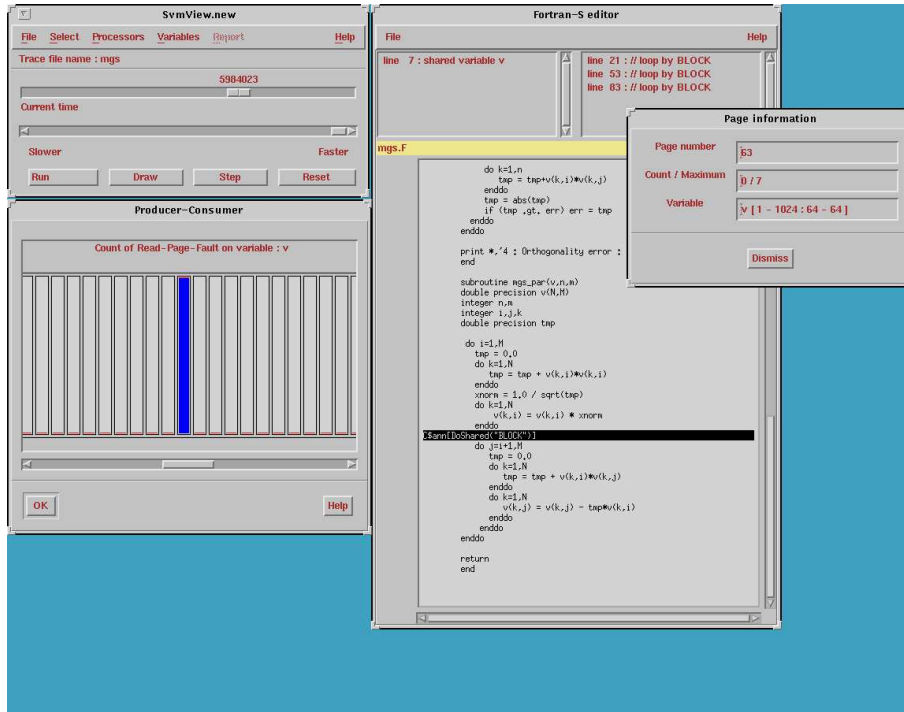 SvmView.new
File Select Processors Variables Report Help
Trace file name : mgs
5984023
Current time
Slower Faster
Run Draw Step Reset
Producer-Consumer
Count of Read-Page-Fault on variable : v
OK Help
Fortran-S editor
File Help
line 7 : shared variable v
line 21 : // loop by BLOCK
line 53 : // loop by BLOCK
line 83 : // loop by BLOCK
mgs.F
do k=1,n
tmp = tmp+v(k,i)*v(k,j)
enddo
tmp = abs(tmp)
if (tmp .gt. err) err = tmp
enddo
enddo
print *,'4 : Orthogonality error :
end
subroutine mgs_par(v,n,m)
double precision v(N,M)
integer n,m
integer i,j,k
double precision tmp
do i=1,M
tmp = 0.0
do k=1,N
tmp = tmp + v(k,i)*v(k,i)
enddo
xnorm = 1.0 / sqrt(tmp)
do k=1,N
v(k,i) = v(k,i) * xnorm
enddo
C$ann[DoShared("BLOCK")]
do j=i+1,M
tmp = 0.0
do k=1,N
tmp = tmp + v(k,i)*v(k,j)
enddo
do k=1,N
v(k,j) = v(k,j) - tmp*v(k,i)
enddo
enddo
enddo
return
end
Page information
Page number 63
Count / Maximum 0 / 7
Variable v [ 1 - 1024 : 64 - 64 ]
Dismiss